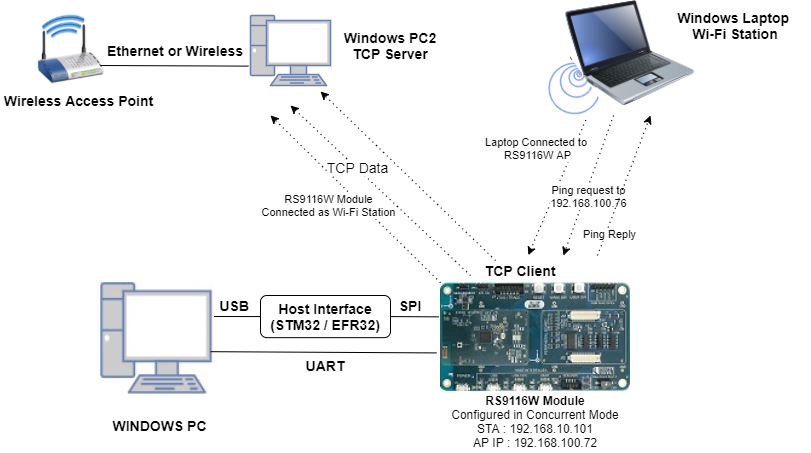 Ethernet or Wireless
Wireless Access Point
Windows PC2
TCP Server
Windows Laptop
Wi-Fi Station
Laptop Connected to
RS9116W AP
TCP Data
Ping request to
192.168.100.76
RS9116W Module
Connected as Wi-Fi Station
Ping Reply
TCP Client
USB
Host Interface
(STM32 / EFR32)
SPI
UART
WINDOWS PC
RS9116W Module
Configured in Concurrent Mode
STA : 192.168.10.101
AP IP : 192.168.100.72